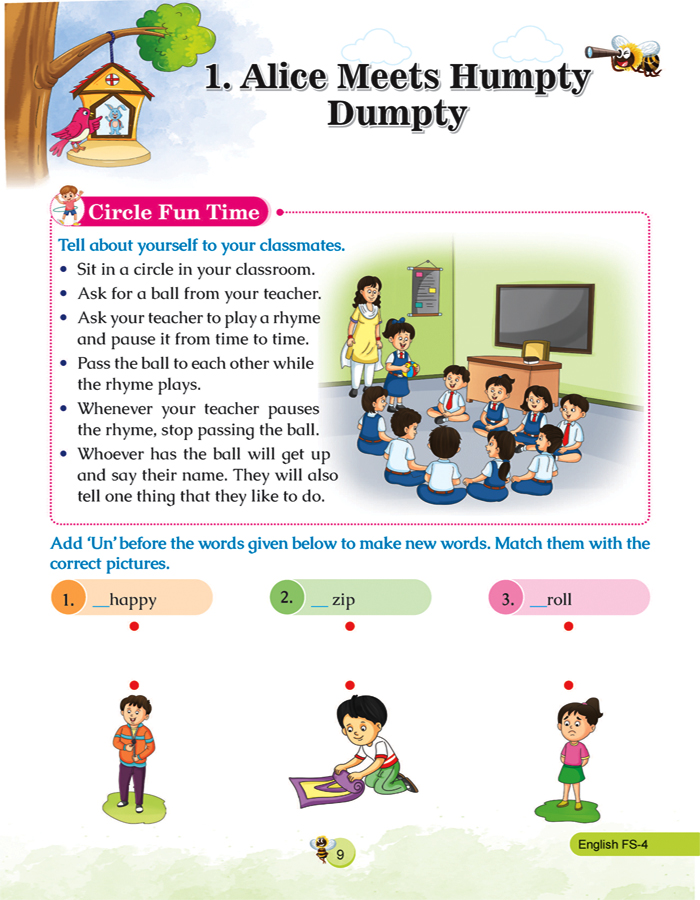 1. Alice Meets Humpty
Dumpty
Circle Fun Time
Tell about yourself to your classmates.
• Sit in a circle in your classroom.
• Ask for a ball from your teacher.
• Ask your teacher to play a rhyme
and pause it from time to time.
• Pass the ball to each other while
the rhyme plays.
• Whenever your teacher pauses
the rhyme, stop passing the ball.
• Whoever has the ball will get up
and say their name. They will also
tell one thing that they like to do.
Add ‘Un’ before the words given below to make new words. Match them with the
correct pictures.
1. __happy
2. __ zip
3. __roll
9
English FS-4